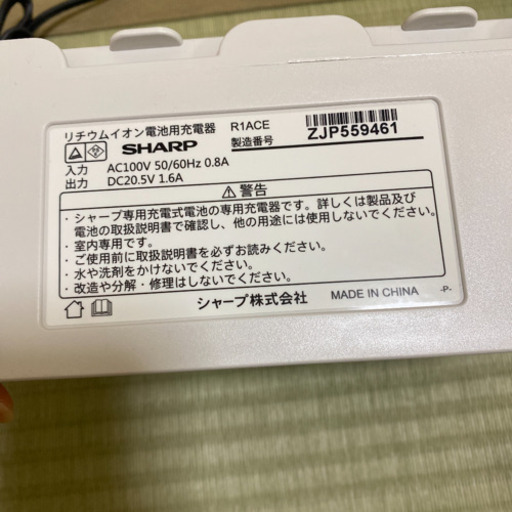 リチウムイオン電池用充電器 R1ACE
SHARP 製造番号 ZJP559461
入力 AC100V 50/60Hz 0.8A
出力 DC20.5V 1.6A
警告
・シャープ専用充電式電池の専用充電器です。詳しくは製品及び
電池の取扱説明書で確認し、他の用途には使用しないでください。
・室内専用です。
・ご使用前に取扱説明書を必ずお読みください。
・水や洗剤をかけないでください。
・改造や分解・修理はしないでください。
シャープ株式会社 MADE IN CHINA -P-